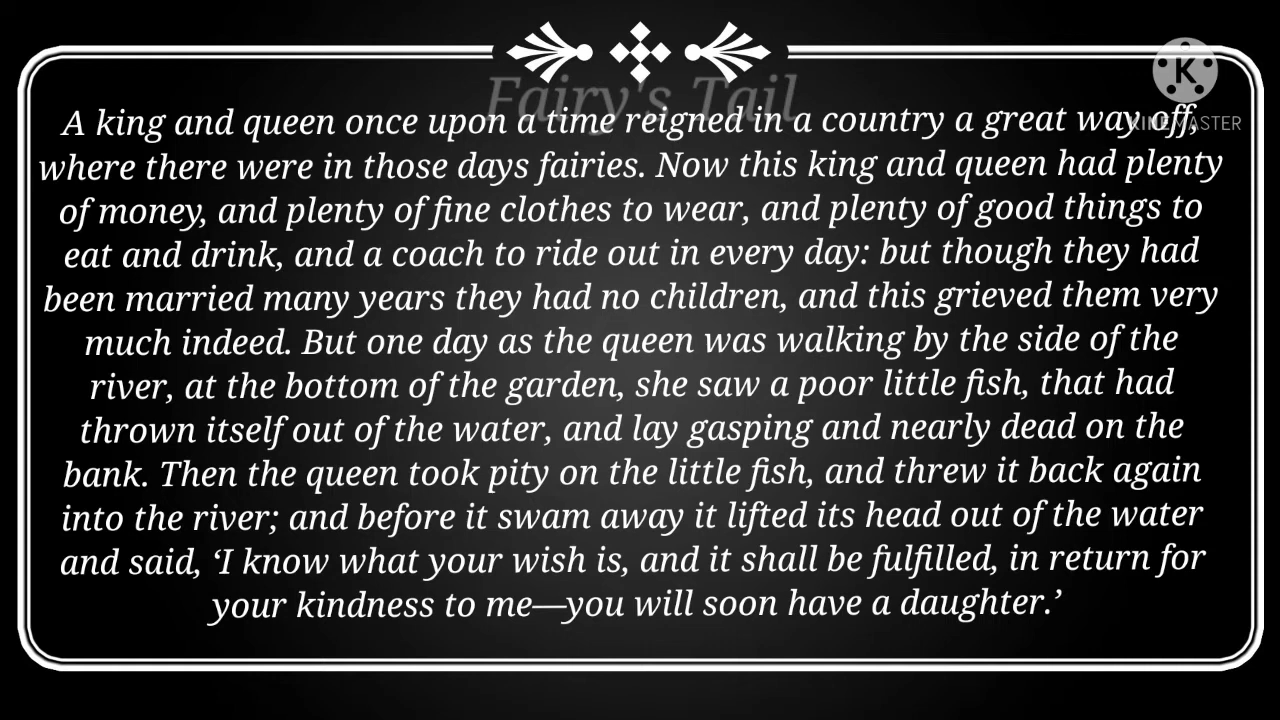 Fairy's Tail
A king and queen once upon a time reigned in a country a great way off,
where there were in those days fairies. Now this king and queen had plenty
of money, and plenty of fine clothes to wear, and plenty of good things to
eat and drink, and a coach to ride out in every day: but though they had
been married many years they had no children, and this grieved them very
much indeed. But one day as the queen was walking by the side of the
river, at the bottom of the garden, she saw a poor little fish, that had
thrown itself out of the water, and lay gasping and nearly dead on the
bank. Then the queen took pity on the little fish, and threw it back again
into the river; and before it swam away it lifted its head out of the water
and said, ‘I know what your wish is, and it shall be fulfilled, in return for
your kindness to me—you will soon have a daughter.’
K
KINEMASTER